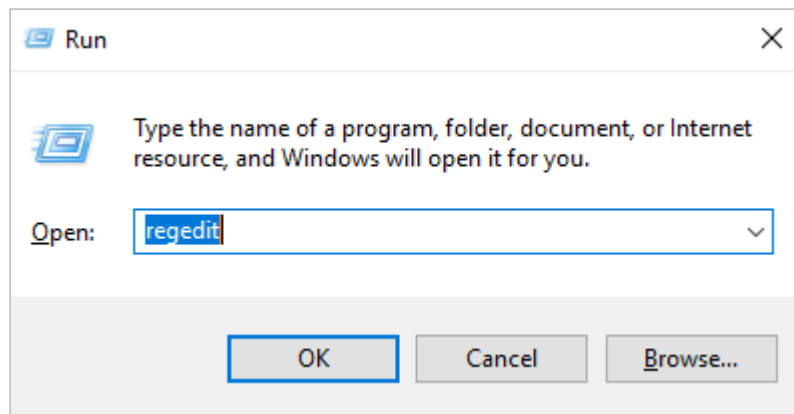 Run
Type the name of a program, folder, document, or Internet
resource, and Windows will open it for you.
Open: regedit
OK Cancel Browse...